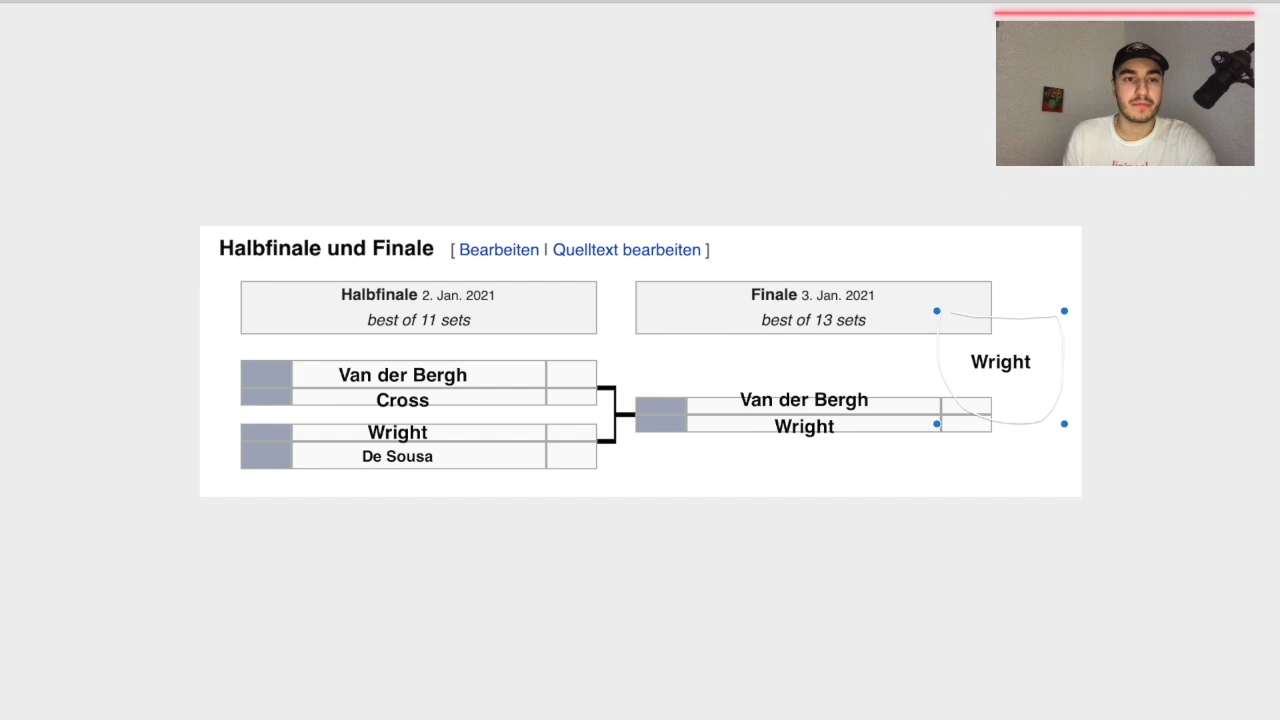 Halbfinale und Finale [ Bearbeiten | Quelltext bearbeiten ]
Halbfinale 2. Jan. 2021
best of 11 sets
Finale 3. Jan. 2021
best of 13 sets
Van der Bergh
Cross
Wright
De Sousa
Van der Bergh
Wright
Wright